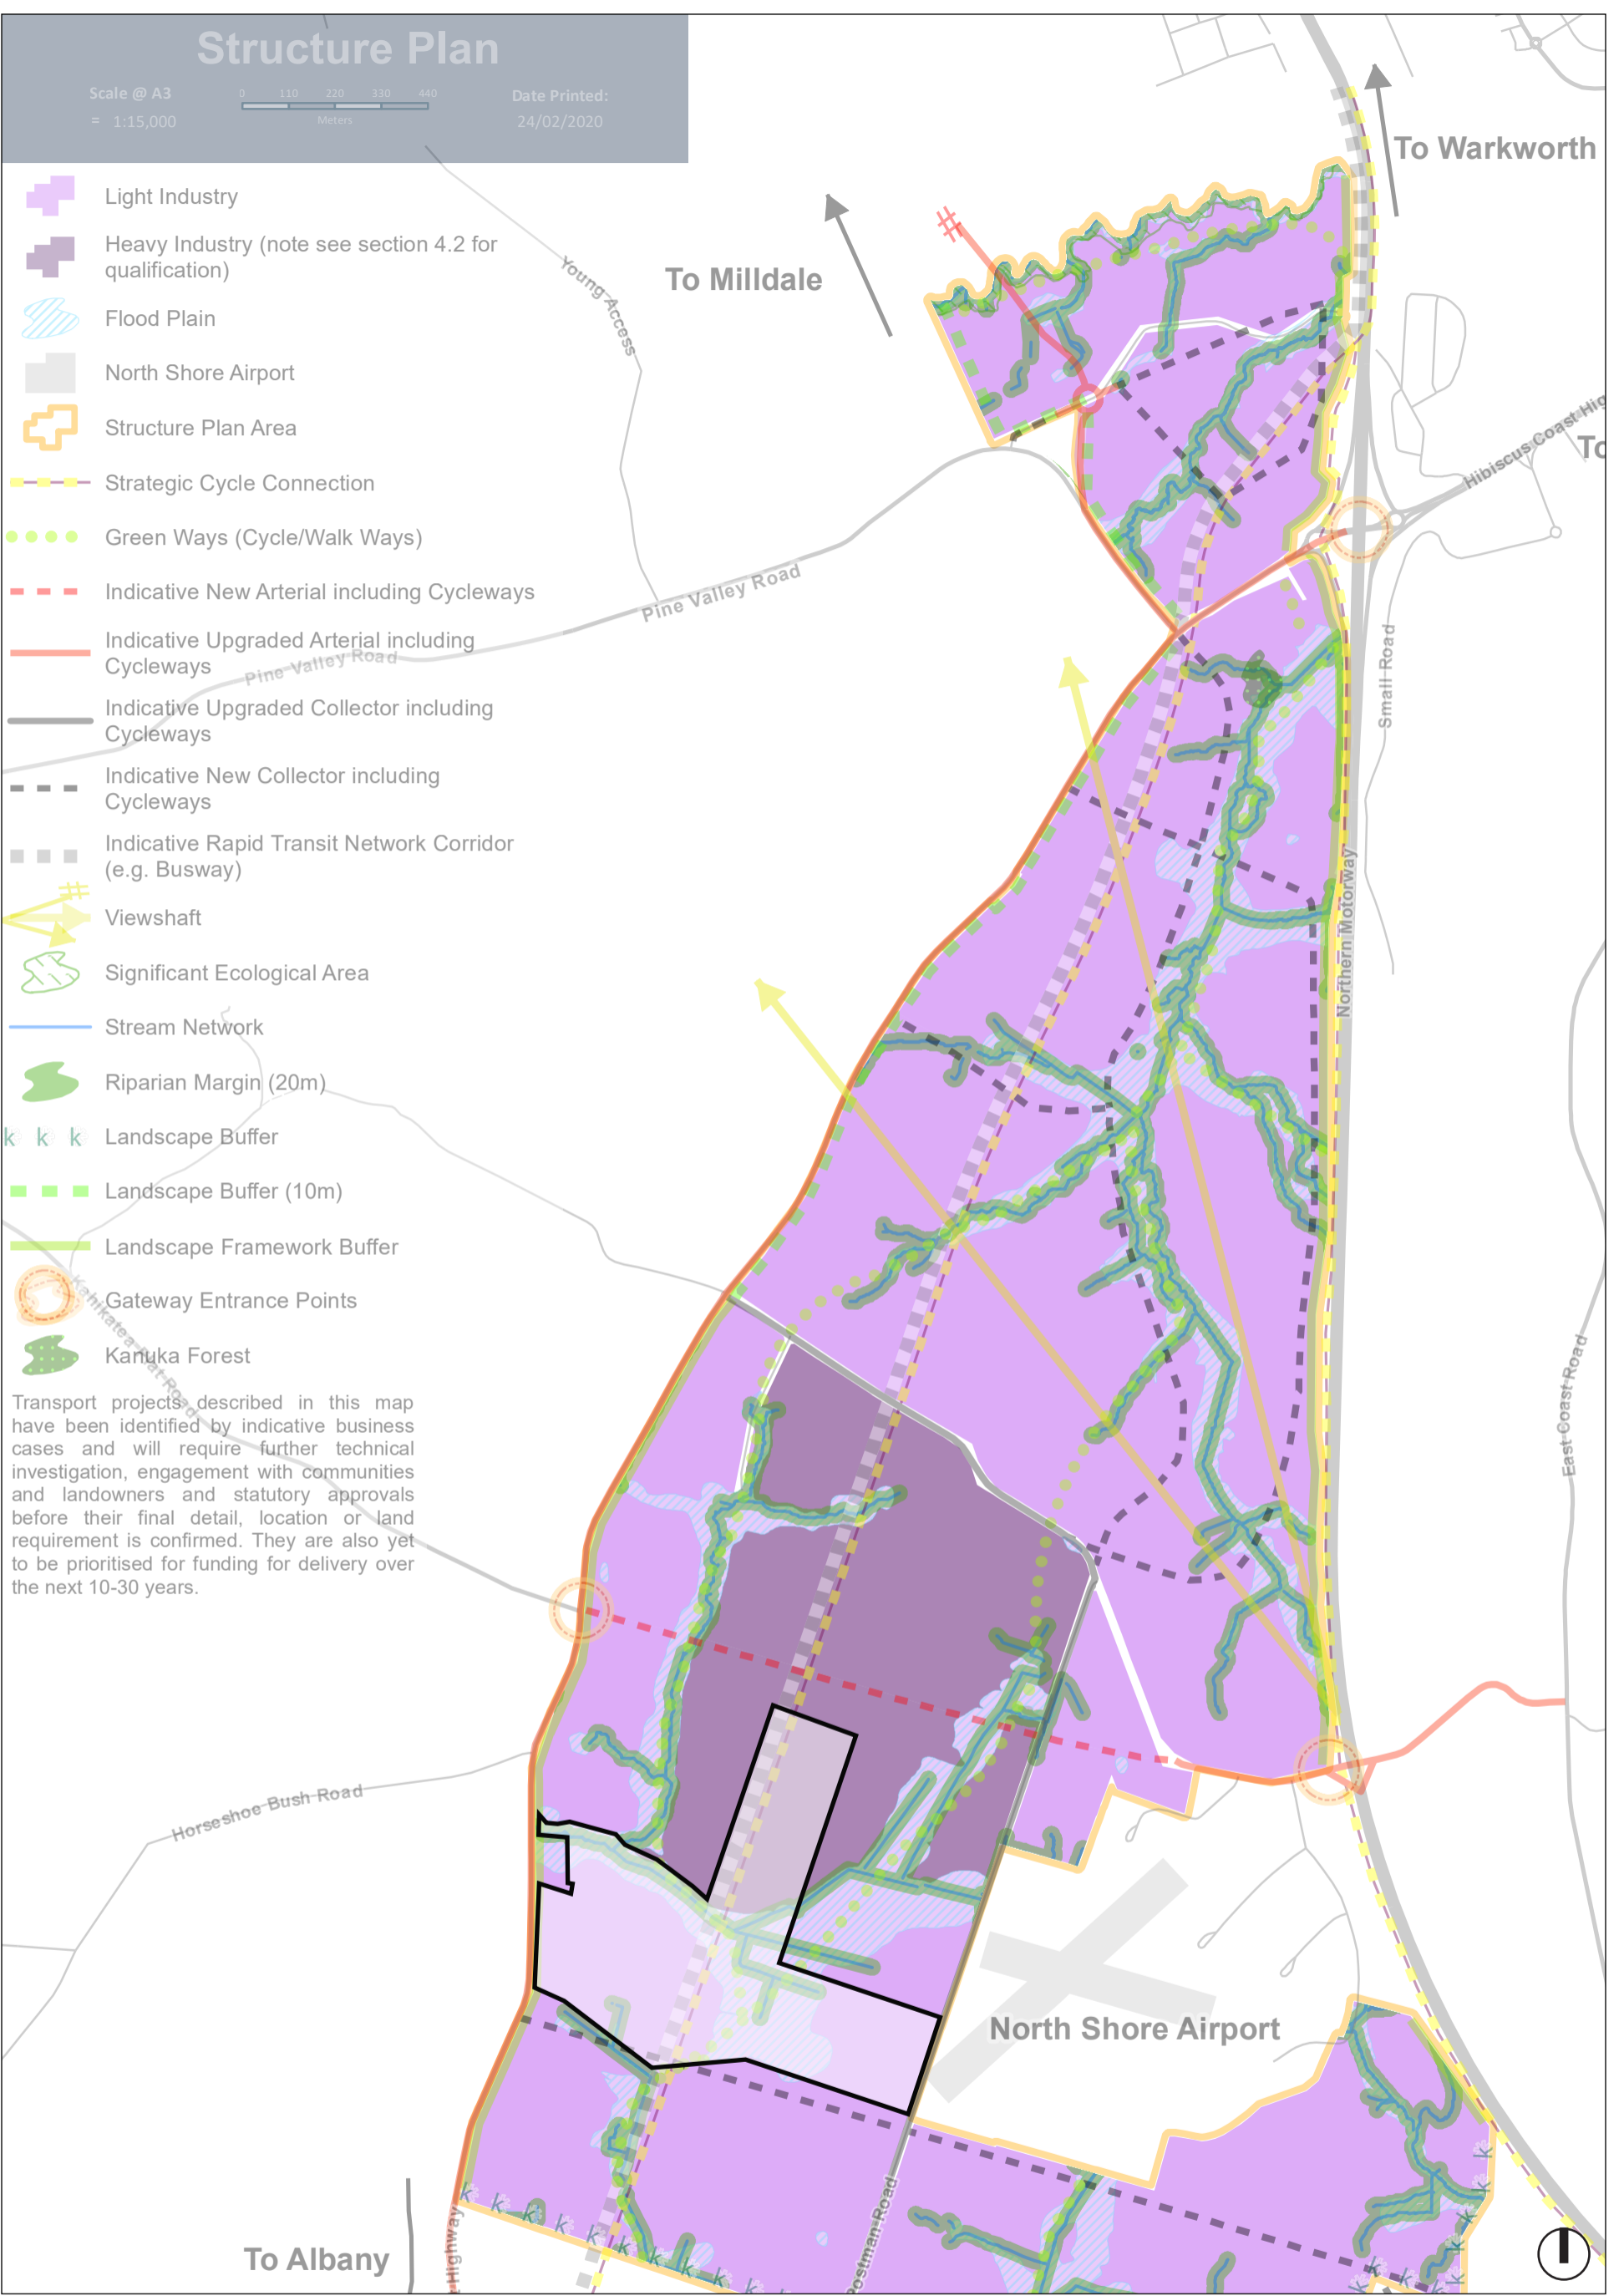 Structure Plan
Scale @ A3
= 1:15,000
0 110 220 330 440
Meters
Date Printed:
24/02/2020
Light Industry
Heavy Industry (note see section 4.2 for
qualification)
Flood Plain
North Shore Airport
Structure Plan Area
Strategic Cycle Connection
Green Ways (Cycle/Walk Ways)
Indicative New Arterial including Cycleways
Indicative Upgraded Arterial including
Cycleways
Indicative Upgraded Collector including
Cycleways
Indicative New Collector including
Cycleways
Indicative Rapid Transit Network Corridor
(e.g. Busway)
Viewshaft
Significant Ecological Area
Stream Network
Riparian Margin (20m)
k k k Landscape Buffer
Landscape Buffer (10m)
Landscape Framework Buffer
Gateway Entrance Points
Kanuka Forest
Transport projects described in this map
have been identified by indicative business
cases and will require further technical
investigation, engagement with communities
and landowners and statutory approvals
before their final detail, location or land
requirement is confirmed. They are also yet
to be prioritised for funding for delivery over
the next 10-30 years.
To Warkworth
To Milldale
Young Access
Hibiscus Coast Hig
To
Pine Valley Road
Pine Valley Road
Small Road
Northern Motorway
Kahikatea Flat Road
East Coast Road
Horseshoe Bush Road
North Shore Airport
To Albany
Highway
Postman Road
k k k k k k k k k
k k k k k k k